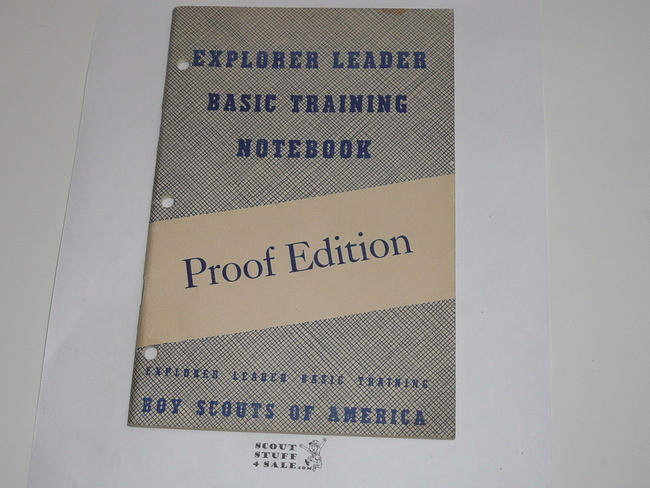 EXPLORER LEADER
BASIC TRAINING
NOTEBOOK
Proof Edition
EXPLORER LEADER BASIC TRAINING
BOY SCOUTS OF AMERICA
SCOUT
STUFF
4 SALE.com